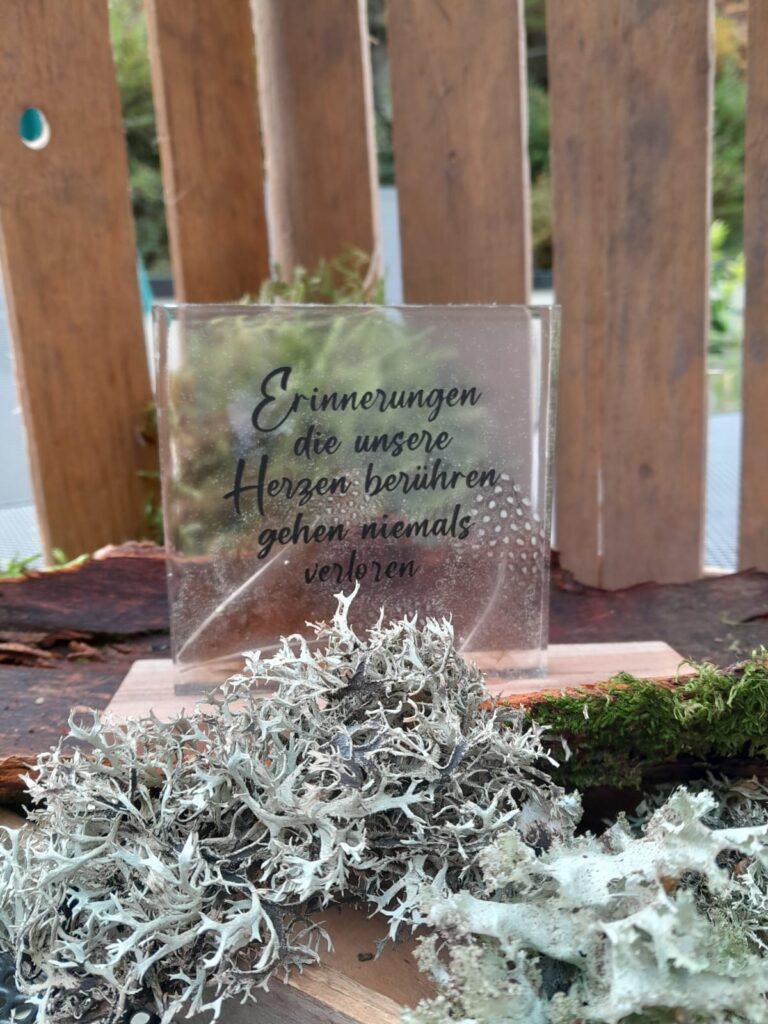 Erinnerungen
die unsere
Herzen berühren
gehen niemals
verloren